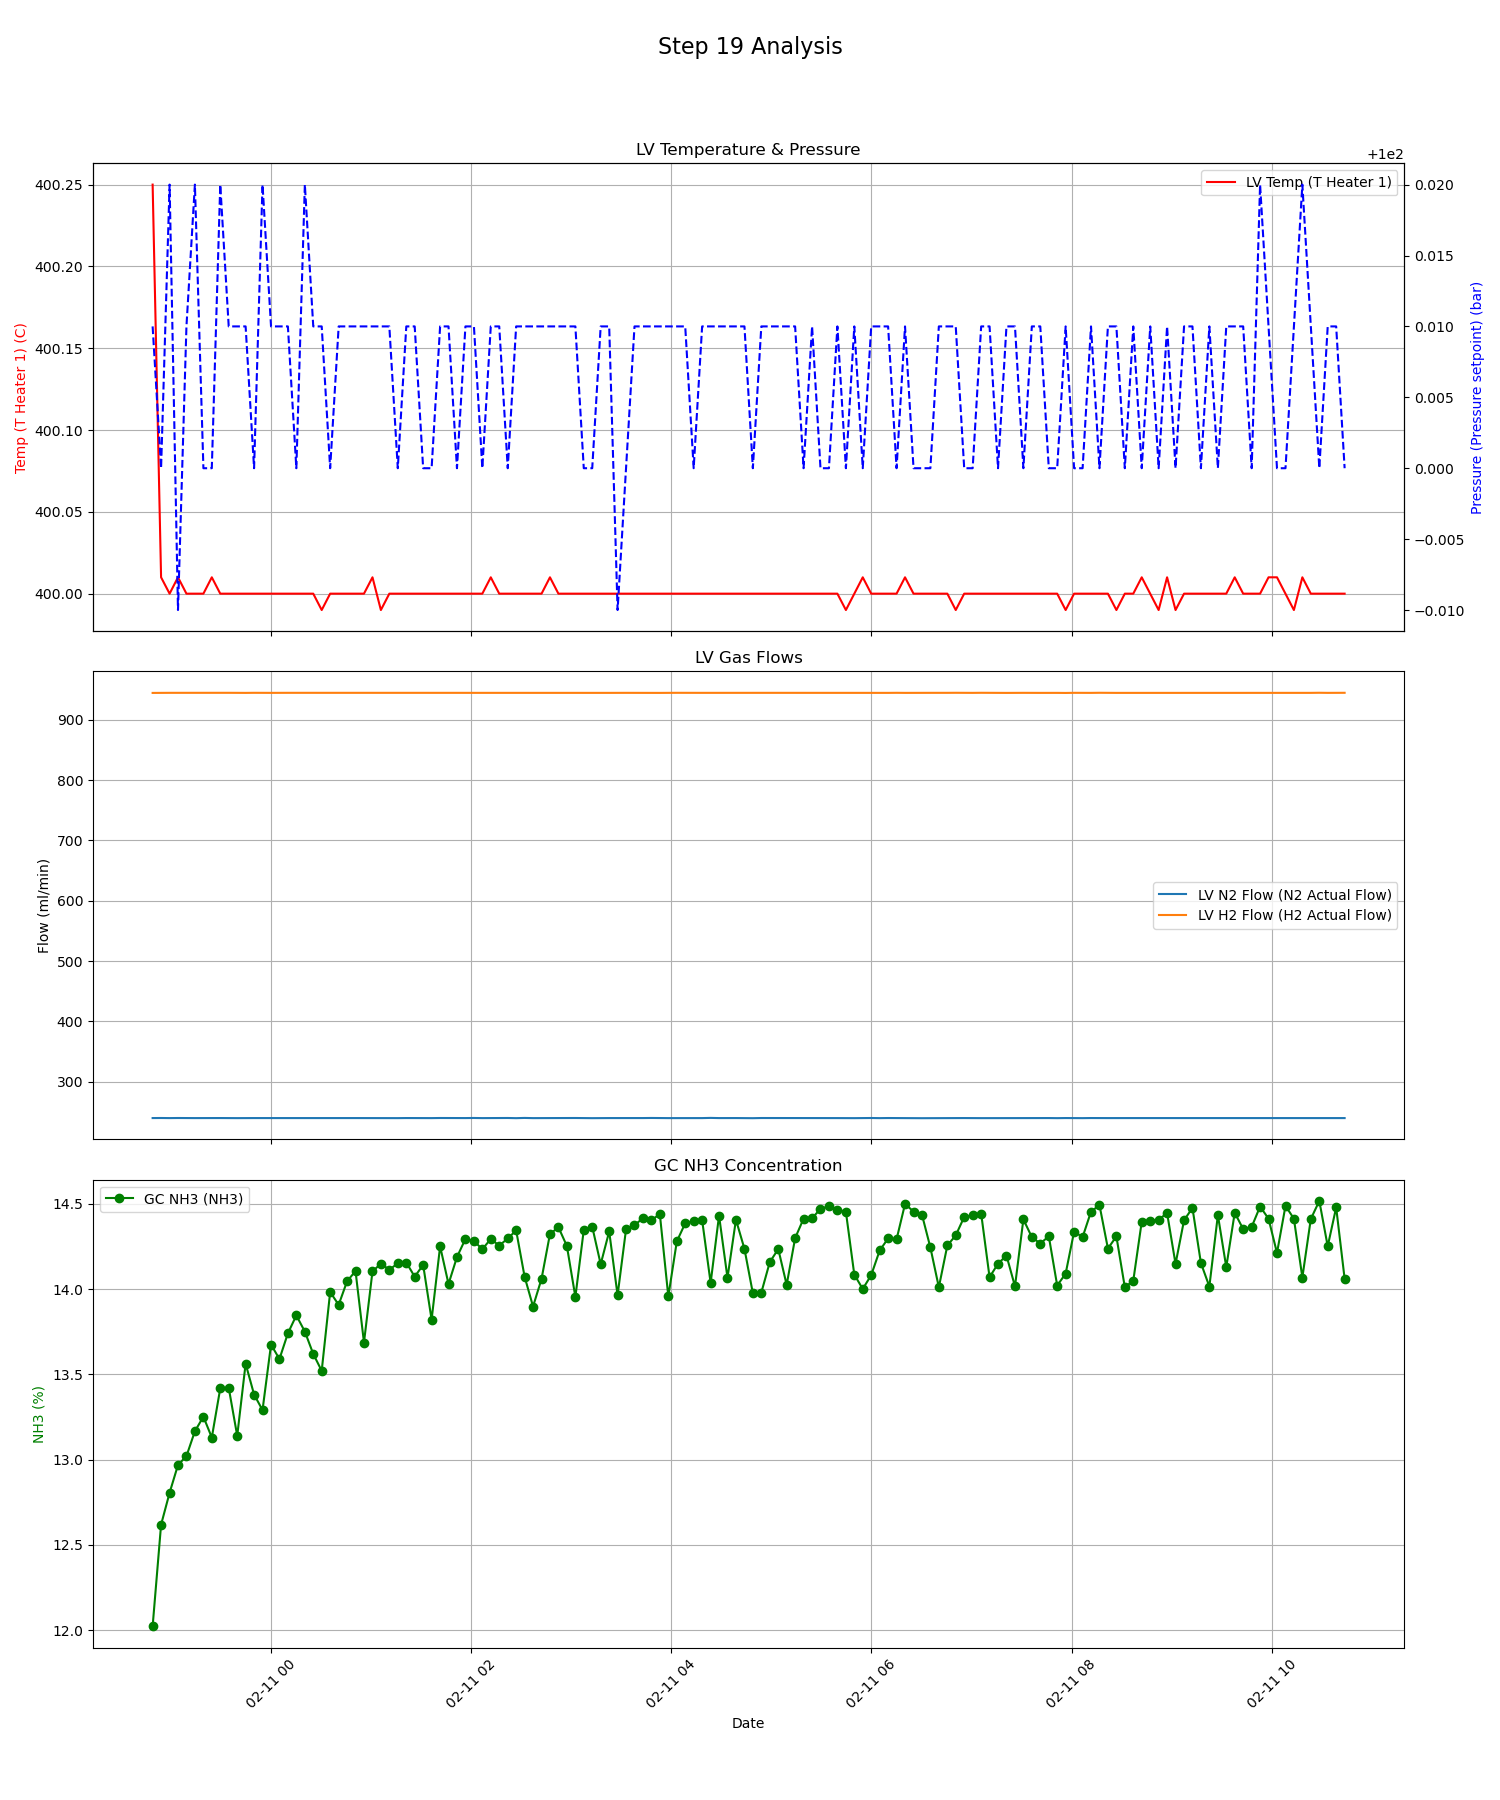 Step 19 Analysis
LV Temperature & Pressure
+1e2
400.25
400.20
400.15
400.10
400.05
400.00
Temp (T Heater 1) (C)
LV Temp (T Heater 1)
0.020
0.015
0.010
0.005
0.000
−0.005
−0.010
Pressure (Pressure setpoint) (bar)
LV Gas Flows
900
800
700
600
500
400
300
Flow (ml/min)
LV N2 Flow (N2 Actual Flow)
LV H2 Flow (H2 Actual Flow)
GC NH3 Concentration
GC NH3 (NH3)
14.5
14.0
13.5
13.0
12.5
12.0
NH3 (%)
02-11 00
02-11 02
02-11 04
02-11 06
02-11 08
02-11 10
Date